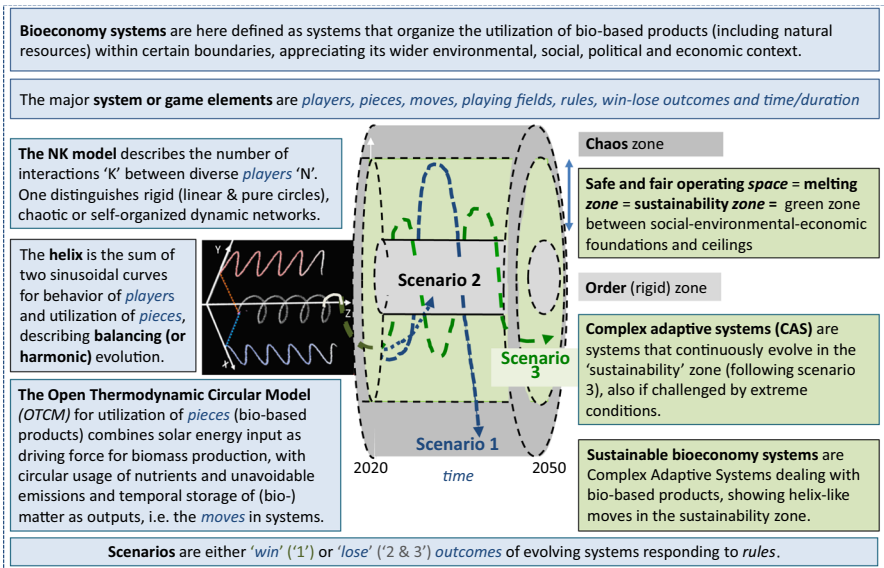 Bioeconomy systems are here defined as systems that organize the utilization of bio-based products (including
natural resources) within certain boundaries, appreciating its wider environmental, social, political and economic context.
The major system or game elements are players, pieces, moves, playing fields, rules, win-lose outcomes and time/duration
The NK model describes the number of
interactions ‘K’ between diverse players ‘N’.
One distinguishes rigid (linear & pure circles),
chaotic or self-organized dynamic networks.
The helix is the sum of
two sinusoidal curves
for behavior of players
and utilization of pieces,
describing balancing (or
harmonic) evolution.
Y
Z
X
The Open Thermodynamic Circular Model
(OTCM) for utilization of pieces (bio-based
products) combines solar energy input as
driving force for biomass production, with
circular usage of nutrients and unavoidable
emissions and temporal storage of (bio-)
matter as outputs, i.e. the moves in systems.
Scenario 2
Scenario
3
Scenario 1
2020
time
2050
Chaos zone
Safe and fair operating space = melting
zone = sustainability zone = green zone
between social-environmental-economic
foundations and ceilings
Order (rigid) zone
Complex adaptive systems (CAS) are
systems that continuously evolve in the
‘sustainability’ zone (following scenario
3), also if challenged by extreme
conditions.
Sustainable bioeconomy systems are
Complex Adaptive Systems dealing with
bio-based products, showing helix-like
moves in the sustainability zone.
Scenarios are either ‘win’ (‘1’) or ‘lose’ (‘2 & 3’) outcomes of evolving systems responding to rules.